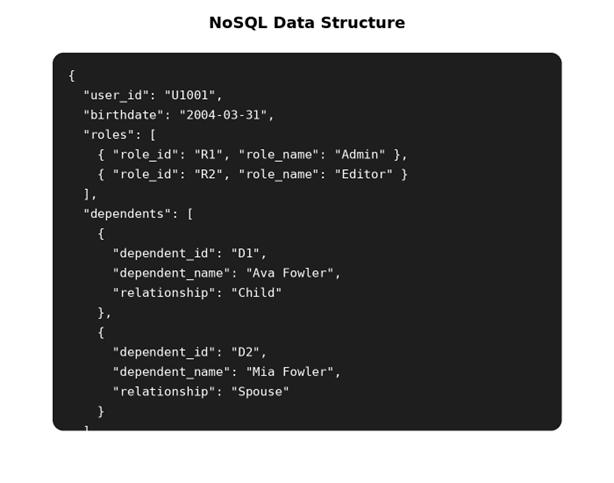 NoSQL Data Structure
{
  "user_id": "U1001",
  "birthdate": "2004-03-31",
  "roles": [
    { "role_id": "R1", "role_name": "Admin" },
    { "role_id": "R2", "role_name": "Editor" }
  ],
  "dependents": [
    {
      "dependent_id": "D1",
      "dependent_name": "Ava Fowler",
      "relationship": "Child"
    },
    {
      "dependent_id": "D2",
      "dependent_name": "Mia Fowler",
      "relationship": "Spouse"
    }
  ]